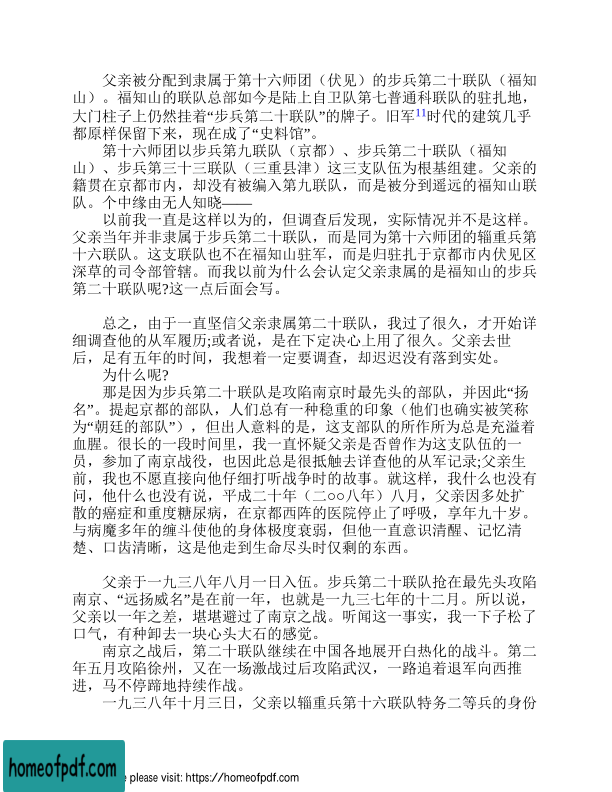 父亲被分配到隶属于第十六师团（伏见）的步兵第二十联队（福知
山）。福知山的联队总部如今是陆上自卫队第七普通科联队的驻扎地，
大门柱子上仍然挂着“步兵第二十联队”的牌子。旧军11时代的建筑几乎
都原样保留下来，现在成了“史料馆”。
第十六师团以步兵第九联队（京都）、步兵第二十联队（福知
山）、步兵第三十三联队（三重县津）这三支队伍为根基组建。父亲的
籍贯在京都市内，却没有被编入第九联队，而是被分到遥远的福知山联
队。个中缘由无人知晓——
以前我一直是这样以为的，但调查后发现，实际情况并不是这样。
父亲当年并非隶属于步兵第二十联队，而是同为第十六师团的辎重兵第
十六联队。这支联队也不在福知山驻军，而是归驻扎于京都市内伏见区
深草的司令部管辖。而我以前为什么会认定父亲隶属的是福知山的步兵
第二十联队呢?这一点后面会写。
总之，由于一直坚信父亲隶属第二十联队，我过了很久，才开始详
细调查他的从军履历;或者说，是在下定决心上用了很久。父亲去世
后，足有五年的时间，我想着一定要调查，却迟迟没有落到实处。
为什么呢?
那是因为步兵第二十联队是攻陷南京时最先头的部队，并因此“扬
名”。提起京都的部队，人们总有一种稳重的印象（他们也确实被笑称
为“朝廷的部队”），但出人意料的是，这支部队的所作所为总是充溢着
血腥。很长的一段时间里，我一直怀疑父亲是否曾作为这支队伍的一
员，参加了南京战役，也因此总是很抵触去详查他的从军记录;父亲生
前，我也不愿直接向他仔细打听战争时的故事。就这样，我什么也没有
问，他什么也没有说，平成二十年（二○○八年）八月，父亲因多处扩
散的癌症和重度糖尿病，在京都西阵的医院停止了呼吸，享年九十岁。
与病魔多年的缠斗使他的身体极度衰弱，但他一直意识清醒、记忆清
楚、口齿清晰，这是他走到生命尽头时仅剩的东西。
父亲于一九三八年八月一日入伍。步兵第二十联队抢在最先头攻陷
南京、“远扬威名”是在前一年，也就是一九三七年的十二月。所以说，
父亲以一年之差，堪堪避过了南京之战。听闻这一事实，我一下子松了
口气，有种卸去一块心头大石的感觉。
南京之战后，第二十联队继续在中国各地展开白热化的战斗。第二
年五月攻陷徐州，又在一场激战过后攻陷武汉，一路追着退军向西推
进，马不停蹄地持续作战。
一九三八年十月三日，父亲以辎重兵第十六联队特务二等兵的身份
homeofpdf.com
e please visit: https://homeofpdf.com